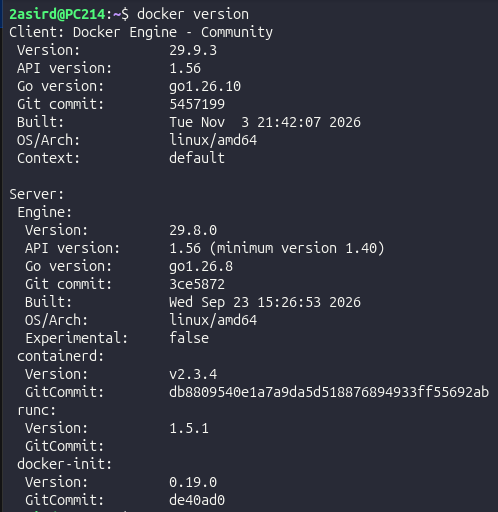 2asird@PC214:~$ docker version
Client: Docker Engine - Community
 Version:           29.9.3
 API version:       1.56
 Go version:        go1.26.10
 Git commit:        5457199
 Built:             Tue Nov  3 21:42:07 2026
 OS/Arch:           linux/amd64
 Context:           default

Server:
 Engine:
  Version:          29.8.0
  API version:      1.56 (minimum version 1.40)
  Go version:       go1.26.8
  Git commit:       3ce5872
  Built:            Wed Sep 23 15:26:53 2026
  OS/Arch:          linux/amd64
  Experimental:     false
 containerd:
  Version:          v2.3.4
  GitCommit:        db8809540e1a7a9da5d518876894933ff55692ab
 runc:
  Version:          1.5.1
  GitCommit:
 docker-init:
  Version:          0.19.0
  GitCommit:        de40ad0